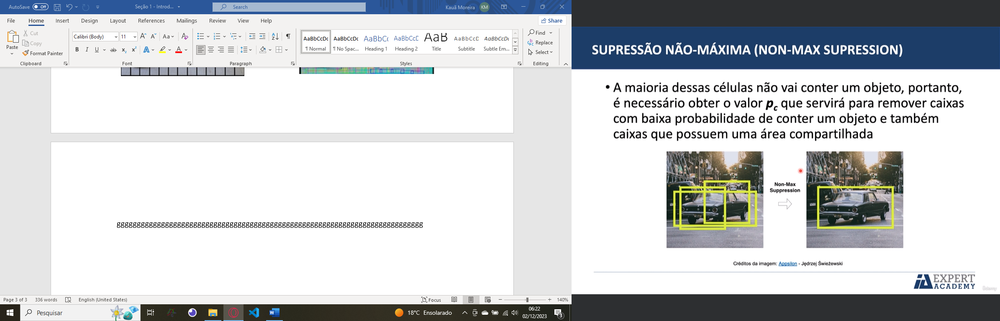 AutoSave Off Seção 1 - Introd... Search Kauã Moreira KM
File Home Insert Design Layout References Mailings Review View Help Share
Paste Cut Copy Format Painter
Calibri (Body) 11
AaBbCcDc AaBbCcDc AaBbCc AaBbCcD AaB AaBbCcD AaBbCcDc
¶ Normal ¶ No Spac... Heading 1 Heading 2 Title Subtitle Subtle Em...
Find
Replace
Select
Clipboard Font Paragraph Styles Editing
Page 3 of 3 336 words English (United States) Focus 140%
Pesquisar 18°C Ensolarado 06:22
02/12/2023 3
SUPRESSÃO NÃO-MÁXIMA (NON-MAX SUPRESSION)
• A maioria dessas células não vai conter um objeto, portanto,
é necessário obter o valor pc que servirá para remover caixas
com baixa probabilidade de conter um objeto e também
caixas que possuem uma área compartilhada
Non-Max
Suppression
Créditos da imagem: Appsilon - Jędrzej Świeżewski
EXPERT
ACADEMY
Udemy